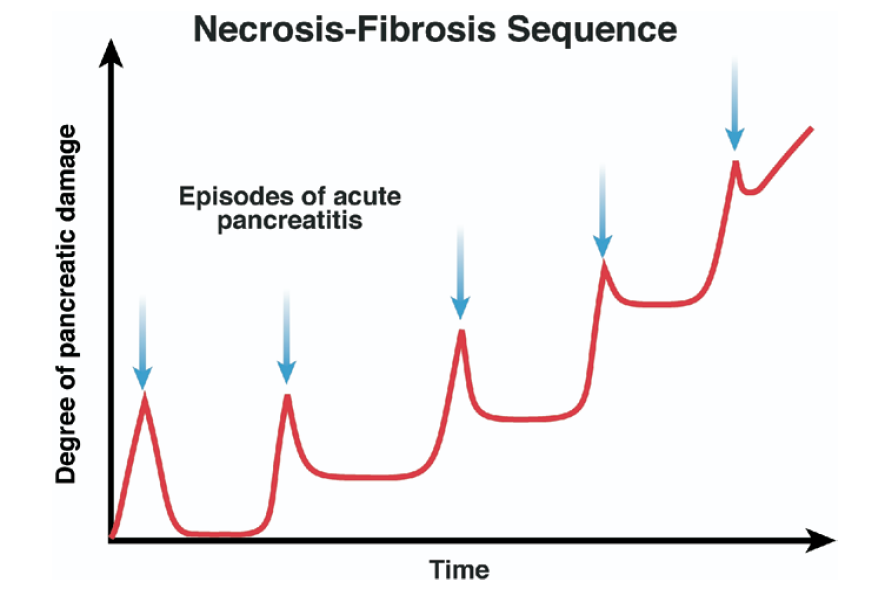 Necrosis-Fibrosis Sequence
Episodes of acute
pancreatitis
Degree of pancreatic damage
Time